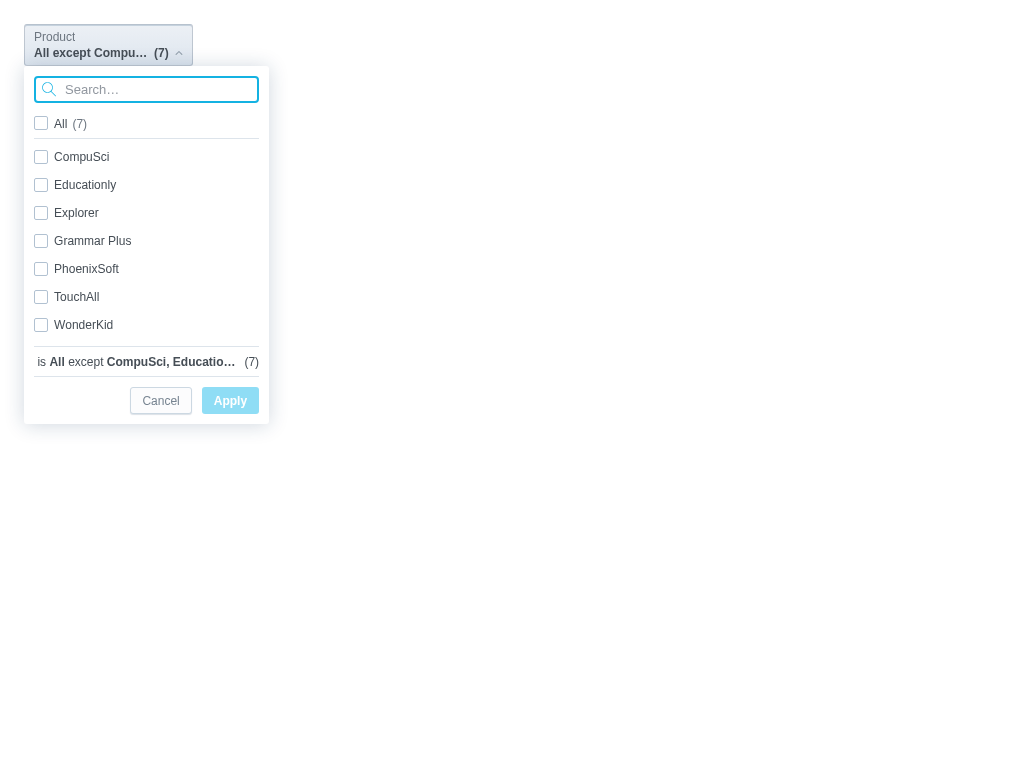 Product
All except Compu… (7)
Search…
All (7)
CompuSci
Educationly
Explorer
Grammar Plus
PhoenixSoft
TouchAll
WonderKid
is All except CompuSci, Educatio… (7)
Cancel Apply